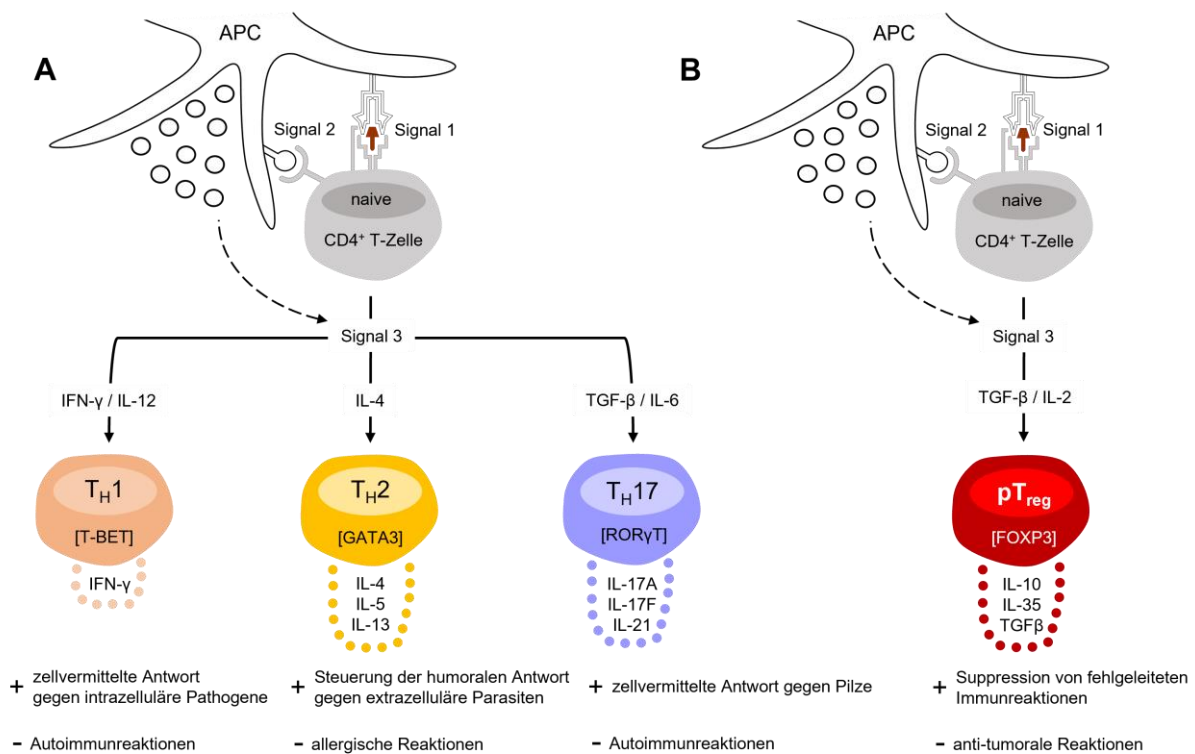 APC
A
Signal 2
Signal 1
naive
CD4⁺ T-Zelle
Signal 3
IFN-γ / IL-12
IL-4
TGF-β / IL-6
T_H1
[T-BET]
IFN-γ
T_H2
[GATA3]
IL-4
IL-5
IL-13
T_H17
[RORγT]
IL-17A
IL-17F
IL-21
+ zellvermittelte Antwort
gegen intrazelluläre Pathogene
- Autoimmunreaktionen
+ Steuerung der humoralen Antwort
gegen extrazelluläre Parasiten
- allergische Reaktionen
+ zellvermittelte Antwort gegen Pilze
- Autoimmunreaktionen
APC
B
Signal 2
Signal 1
naive
CD4⁺ T-Zelle
Signal 3
TGF-β / IL-2
pT_reg
[FOXP3]
IL-10
IL-35
TGFβ
+ Suppression von fehlgeleiteten
Immunreaktionen
- anti-tumorale Reaktionen